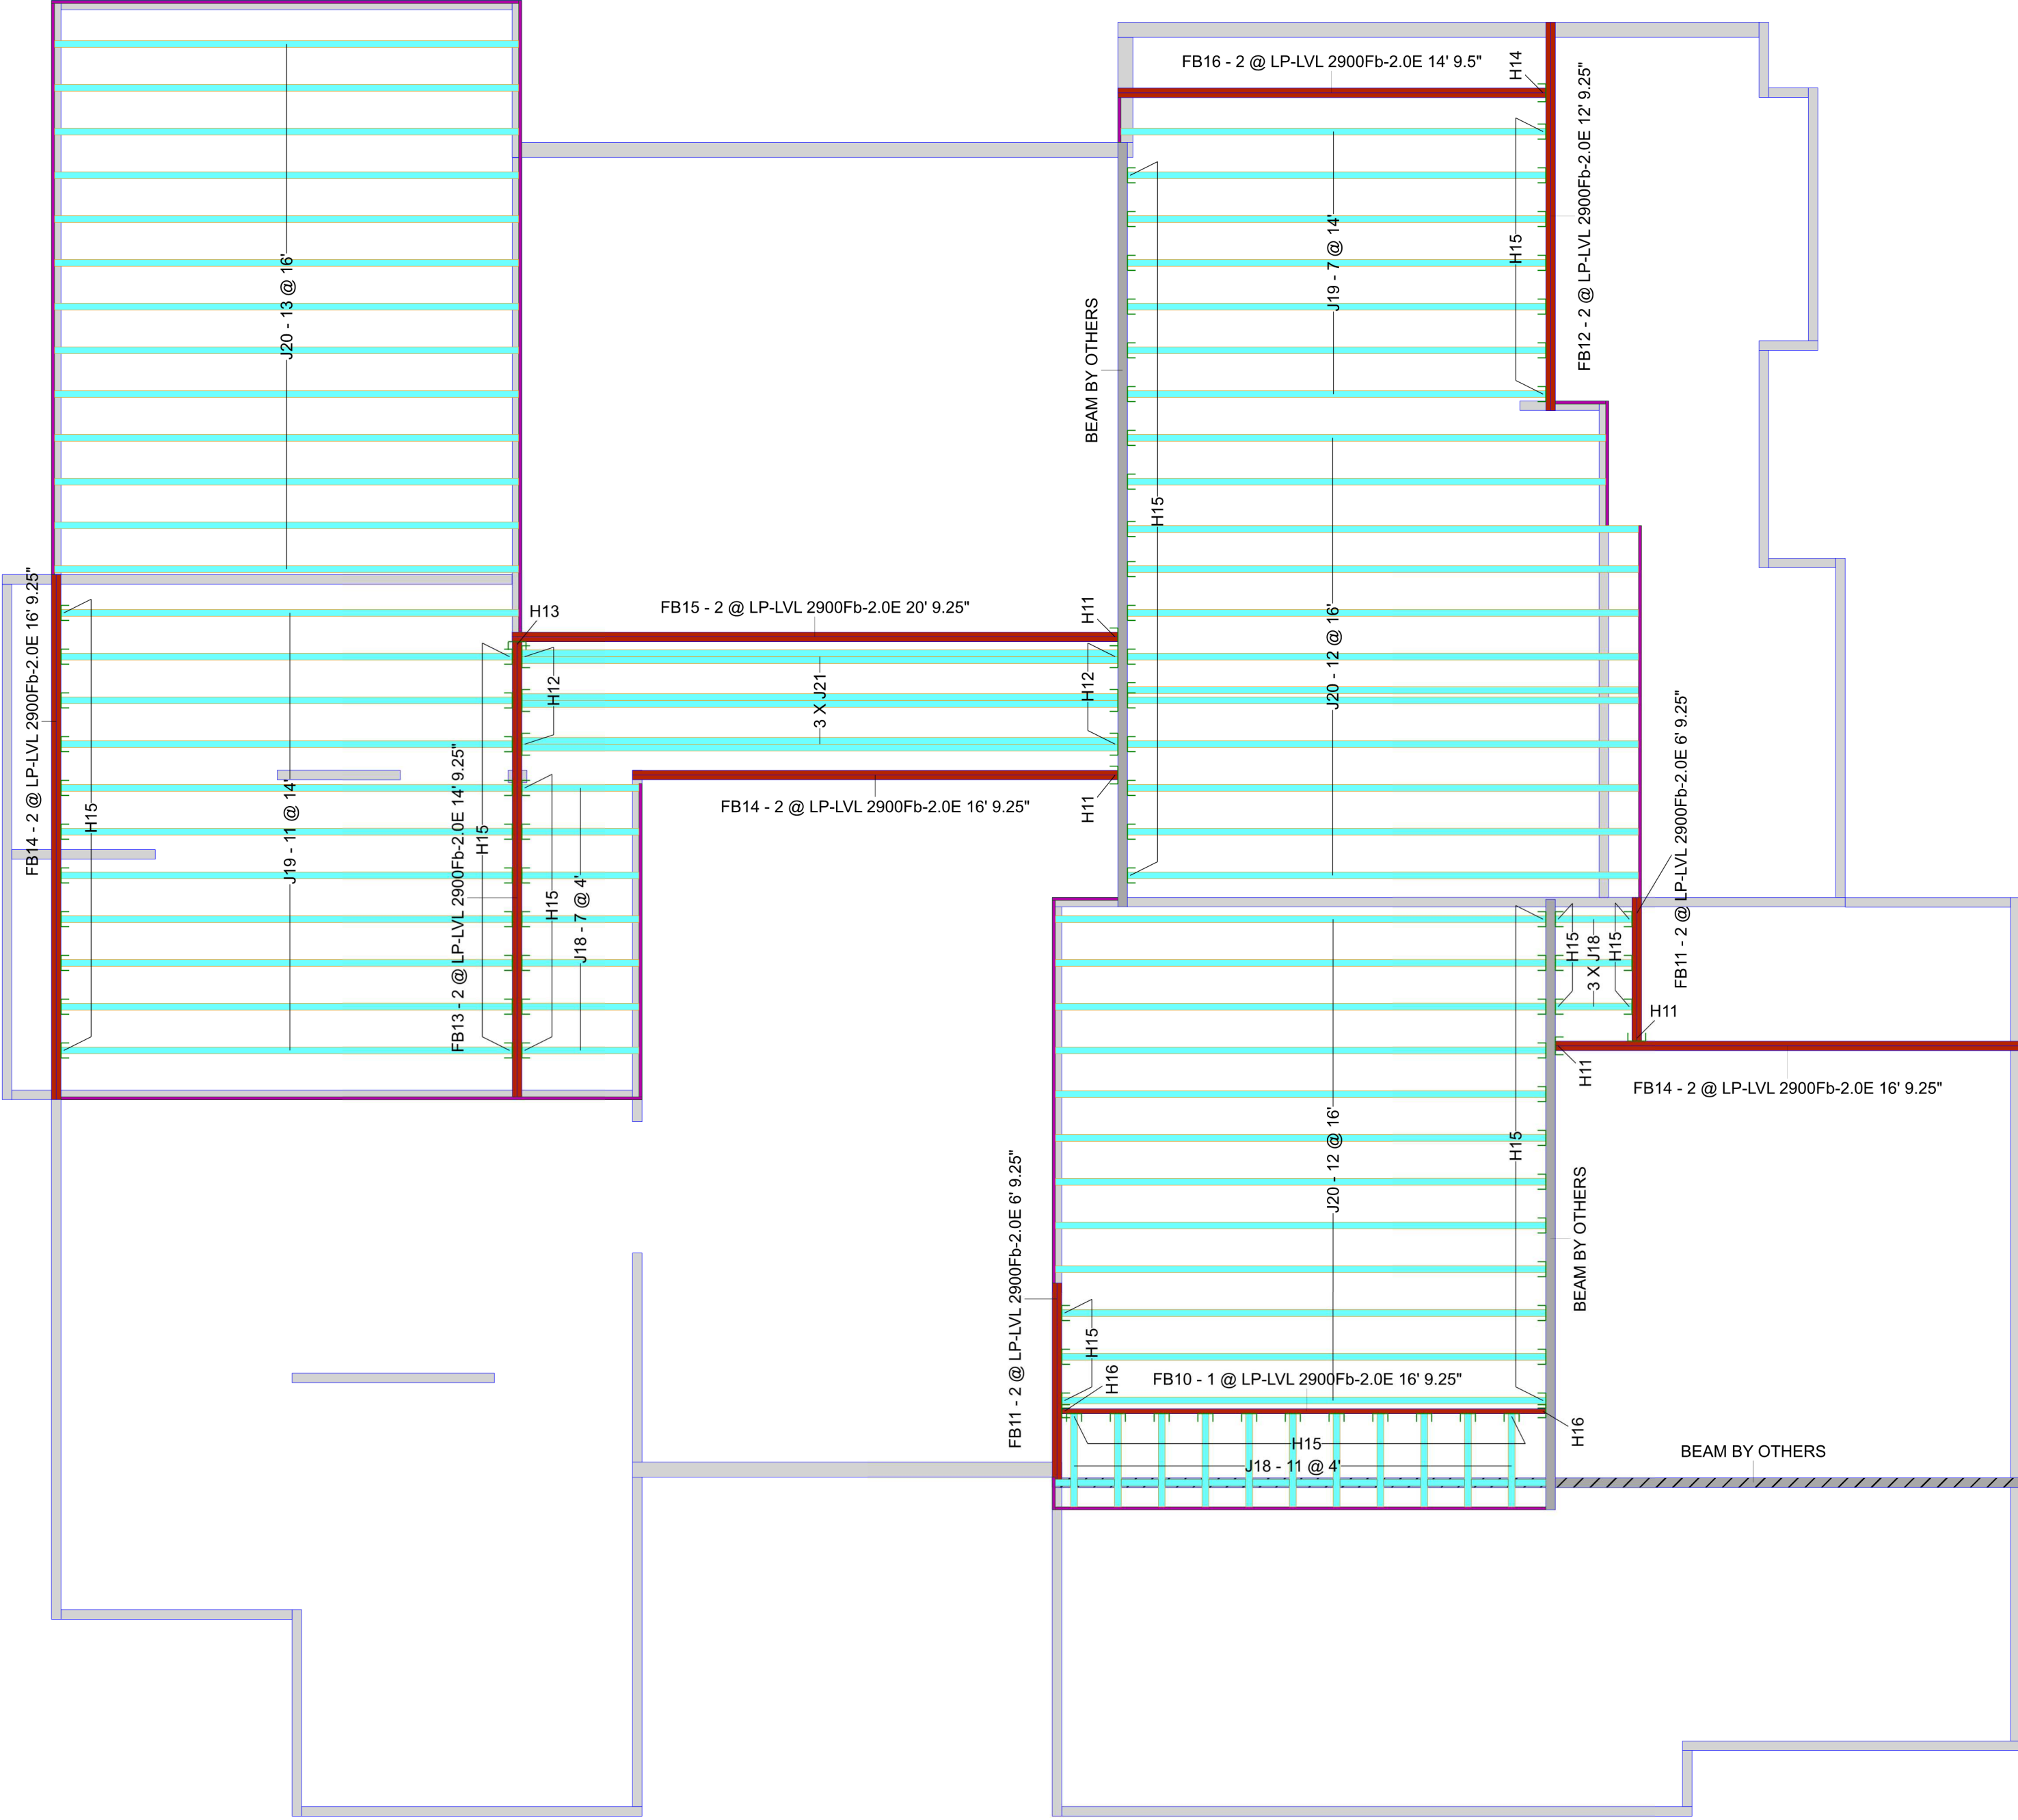 FB16 - 2 @ LP-LVL 2900Fb-2.0E 14' 9.5"
H14
FB12 - 2 @ LP-LVL 2900Fb-2.0E 12' 9.25"
H15
J19 - 7 @ 14'
J20 - 13 @ 16'
BEAM BY OTHERS
H15
FB14 - 2 @ LP-LVL 2900Fb-2.0E 16' 9.25"
H13
FB15 - 2 @ LP-LVL 2900Fb-2.0E 20' 9.25"
H11
H12
3 X J21
H12
J20 - 12 @ 16'
FB11 - 2 @ LP-LVL 2900Fb-2.0E 6' 9.25"
H15
J19 - 11 @ 14'
FB13 - 2 @ LP-LVL 2900Fb-2.0E 14' 9.25"
H15
H15
J18 - 7 @ 4'
FB14 - 2 @ LP-LVL 2900Fb-2.0E 16' 9.25"
H11
H15
3 X J18
H15
H11
H11
FB14 - 2 @ LP-LVL 2900Fb-2.0E 16' 9.25"
J20 - 12 @ 16'
H15
BEAM BY OTHERS
FB11 - 2 @ LP-LVL 2900Fb-2.0E 6' 9.25"
H15
H16
FB10 - 1 @ LP-LVL 2900Fb-2.0E 16' 9.25"
H16
H15
J18 - 11 @ 4'
BEAM BY OTHERS